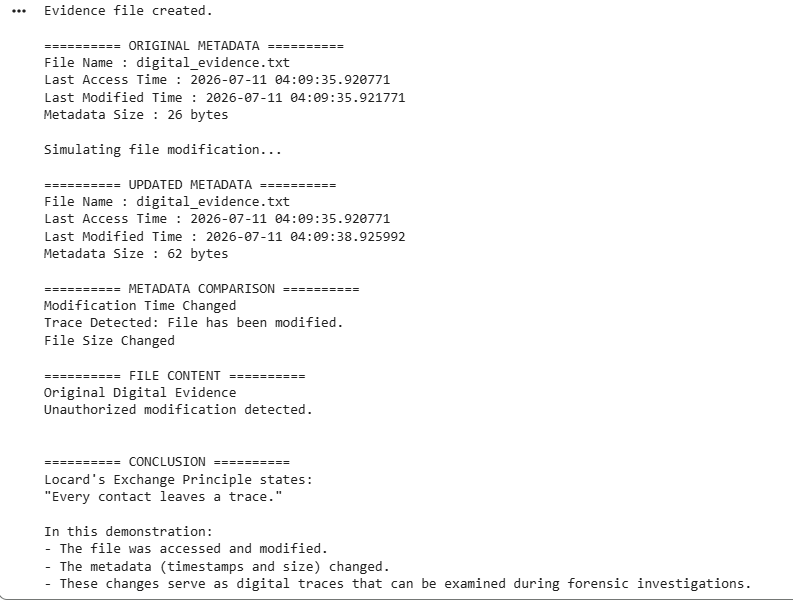 Evidence file created.
========== ORIGINAL METADATA ==========
File Name : digital_evidence.txt
Last Access Time : 2026-07-11 04:09:35.920771
Last Modified Time : 2026-07-11 04:09:35.921771
Metadata Size : 26 bytes
Simulating file modification...
========== UPDATED METADATA ==========
File Name : digital_evidence.txt
Last Access Time : 2026-07-11 04:09:35.920771
Last Modified Time : 2026-07-11 04:09:38.925992
Metadata Size : 62 bytes
========== METADATA COMPARISON ==========
Modification Time Changed
Trace Detected: File has been modified.
File Size Changed
========== FILE CONTENT ==========
Original Digital Evidence
Unauthorized modification detected.
========== CONCLUSION ==========
Locard's Exchange Principle states:
"Every contact leaves a trace."
In this demonstration:
- The file was accessed and modified.
- The metadata (timestamps and size) changed.
- These changes serve as digital traces that can be examined during forensic investigations.